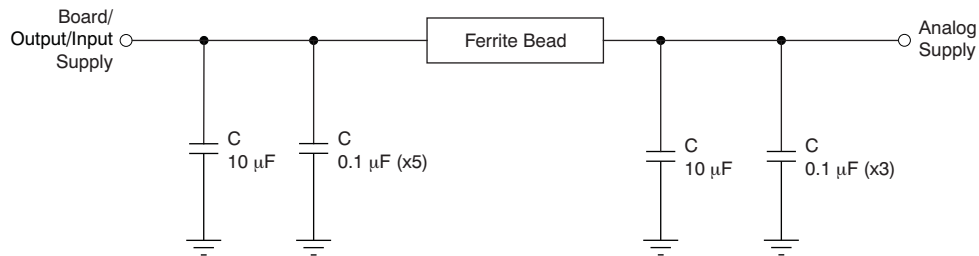 Board/
Output/Input
Supply
Ferrite Bead
Analog
Supply
C
10 μF
C
0.1 μF (x5)
C
10 μF
C
0.1 μF (x3)